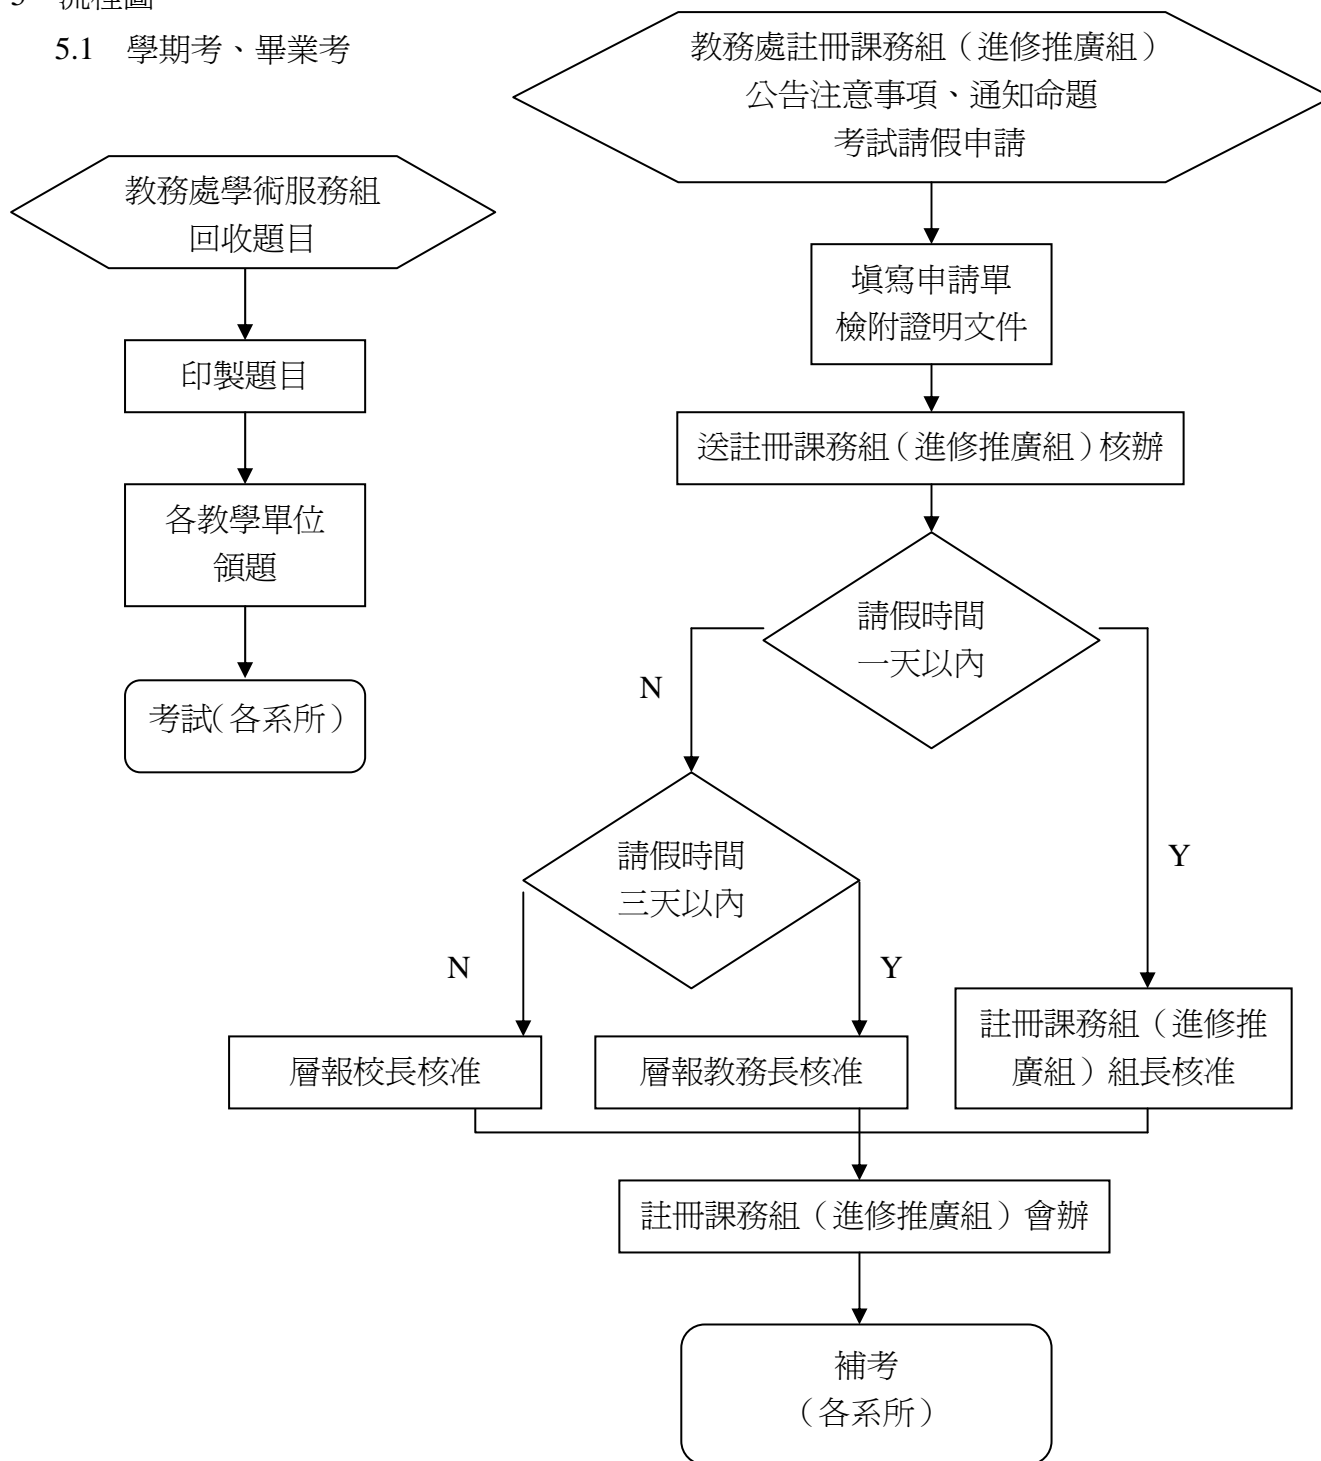 5 流程圖
5.1 學期考、畢業考
教務處註冊課務組（進修推廣組）
公告注意事項、通知命題
考試請假申請
教務處學術服務組
回收題目
填寫申請單
檢附證明文件
印製題目
送註冊課務組（進修推廣組）核辦
各教學單位
領題
請假時間
一天以內
N
考試（各系所）
請假時間
三天以內
Y
N
Y
註冊課務組（進修推
廣組）組長核准
層報校長核准
層報教務長核准
註冊課務組（進修推廣組）會辦
補考
（各系所）